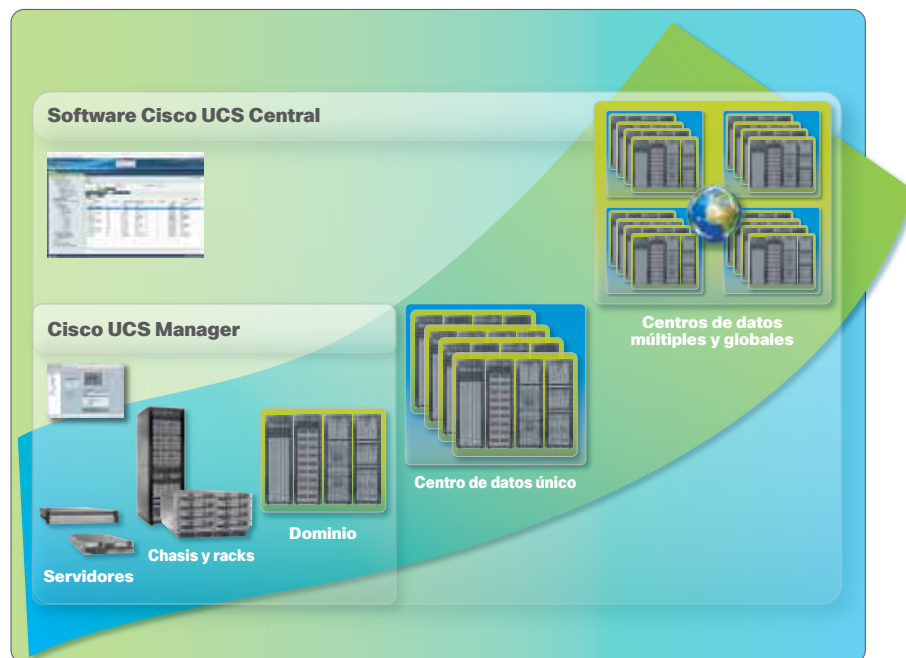 Software Cisco UCS Central
Cisco UCS Manager
Centros de datos
múltiples y globales
Centro de datos único
Dominio
Chasis y racks
Servidores